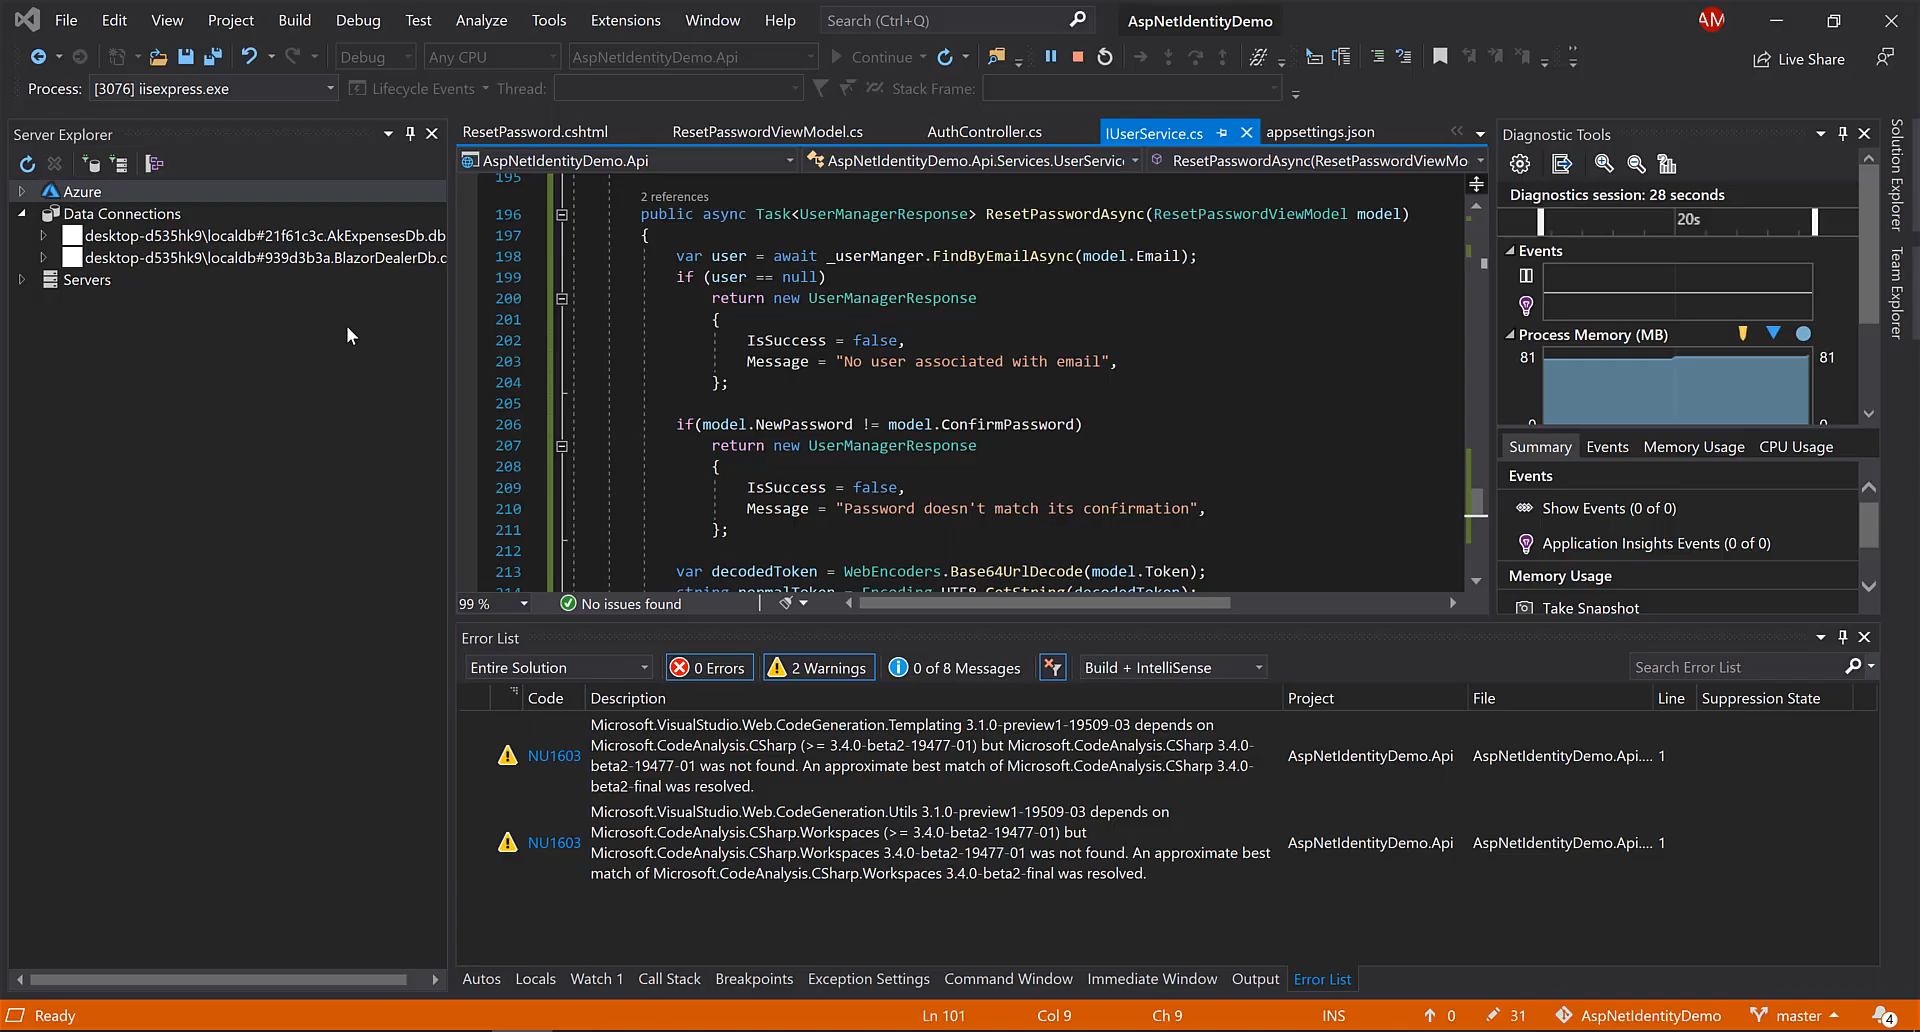 File Edit View Project Build Debug Test Analyze Tools Extensions Window Help Search (Ctrl+Q) AspNetIdentityDemo AM
Debug Any CPU AspNetIdentityDemo.Api Continue Live Share
Process: [3076] iisexpress.exe Lifecycle Events Thread: Stack Frame:
Server Explorer
Azure
Data Connections
desktop-d535hk9\localdb#21f61c3c.AkExpensesDb.db
desktop-d535hk9\localdb#939d3b3a.BlazorDealerDb.c
Servers
ResetPassword.cshtml ResetPasswordViewModel.cs AuthController.cs IUserService.cs appsettings.json
AspNetIdentityDemo.Api AspNetIdentityDemo.Api.Services.UserServic ResetPasswordAsync(ResetPasswordViewMo
195
2 references
196 public async Task<UserManagerResponse> ResetPasswordAsync(ResetPasswordViewModel model)
197 {
198 var user = await _userManger.FindByEmailAsync(model.Email);
199 if (user == null)
200 return new UserManagerResponse
201 {
202 IsSuccess = false,
203 Message = "No user associated with email",
204 };
205
206 if(model.NewPassword != model.ConfirmPassword)
207 return new UserManagerResponse
208 {
209 IsSuccess = false,
210 Message = "Password doesn't match its confirmation",
211 };
212
213 var decodedToken = WebEncoders.Base64UrlDecode(model.Token);
214 string normalToken = Encoding.UTF8.GetString(decodedToken);
99 % No issues found
Diagnostic Tools
Diagnostics session: 28 seconds
20s
Events
Process Memory (MB)
81 81
0 0
Summary Events Memory Usage CPU Usage
Events
Show Events (0 of 0)
Application Insights Events (0 of 0)
Memory Usage
Take Snapshot
Solution Explorer
Team Explorer
Error List
Entire Solution 0 Errors 2 Warnings 0 of 8 Messages Build + IntelliSense Search Error List
Code Description Project File Line Suppression State
NU1603 Microsoft.VisualStudio.Web.CodeGeneration.Templating 3.1.0-preview1-19509-03 depends on
Microsoft.CodeAnalysis.CSharp (>= 3.4.0-beta2-19477-01) but Microsoft.CodeAnalysis.CSharp 3.4.0-
beta2-19477-01 was not found. An approximate best match of Microsoft.CodeAnalysis.CSharp 3.4.0-
beta2-final was resolved.
AspNetIdentityDemo.Api AspNetIdentityDemo.Api.... 1
NU1603 Microsoft.VisualStudio.Web.CodeGeneration.Utils 3.1.0-preview1-19509-03 depends on
Microsoft.CodeAnalysis.CSharp.Workspaces (>= 3.4.0-beta2-19477-01) but
Microsoft.CodeAnalysis.CSharp.Workspaces 3.4.0-beta2-19477-01 was not found. An approximate best
match of Microsoft.CodeAnalysis.CSharp.Workspaces 3.4.0-beta2-final was resolved.
AspNetIdentityDemo.Api AspNetIdentityDemo.Api.... 1
Autos Locals Watch 1 Call Stack Breakpoints Exception Settings Command Window Immediate Window Output Error List
Ready Ln 101 Col 9 Ch 9 INS 0 31 AspNetIdentityDemo master 4